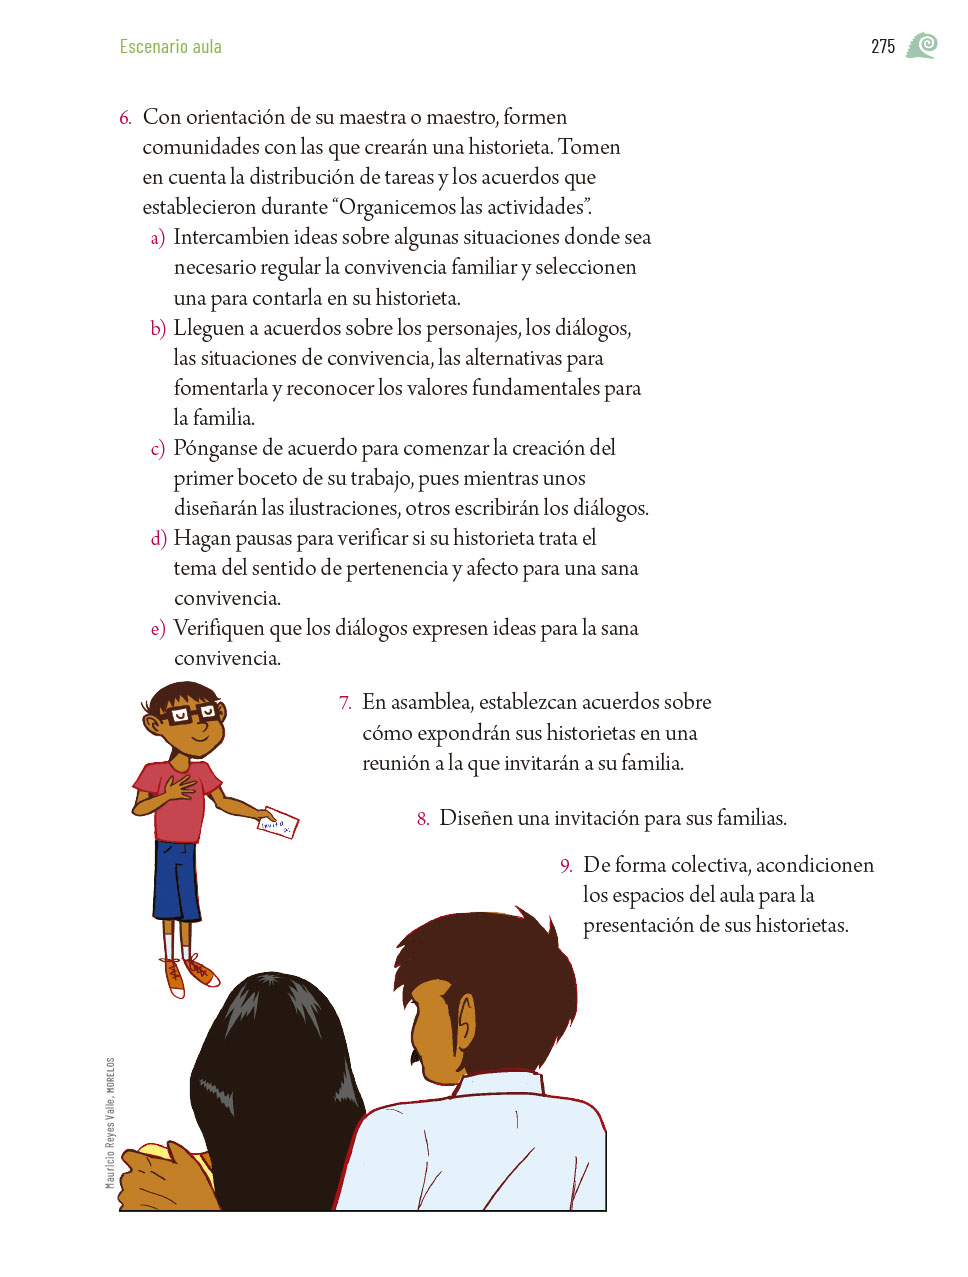 Escenario aula
275
6. Con orientación de su maestra o maestro, formen
comunidades con las que crearán una historieta. Tomen
en cuenta la distribución de tareas y los acuerdos que
establecieron durante “Organicemos las actividades”.
a) Intercambien ideas sobre algunas situaciones donde sea
necesario regular la convivencia familiar y seleccionen
una para contarla en su historieta.
b) Lleguen a acuerdos sobre los personajes, los diálogos,
las situaciones de convivencia, las alternativas para
fomentarla y reconocer los valores fundamentales para
la familia.
c) Pónganse de acuerdo para comenzar la creación del
primer boceto de su trabajo, pues mientras unos
diseñarán las ilustraciones, otros escribirán los diálogos.
d) Hagan pausas para verificar si su historieta trata el
tema del sentido de pertenencia y afecto para una sana
convivencia.
e) Verifiquen que los diálogos expresen ideas para la sana
convivencia.
7. En asamblea, establezcan acuerdos sobre
cómo expondrán sus historietas en una
reunión a la que invitarán a su familia.
8. Diseñen una invitación para sus familias.
9. De forma colectiva, acondicionen
los espacios del aula para la
presentación de sus historietas.
Mauricio Reyes Valle, MORELOS